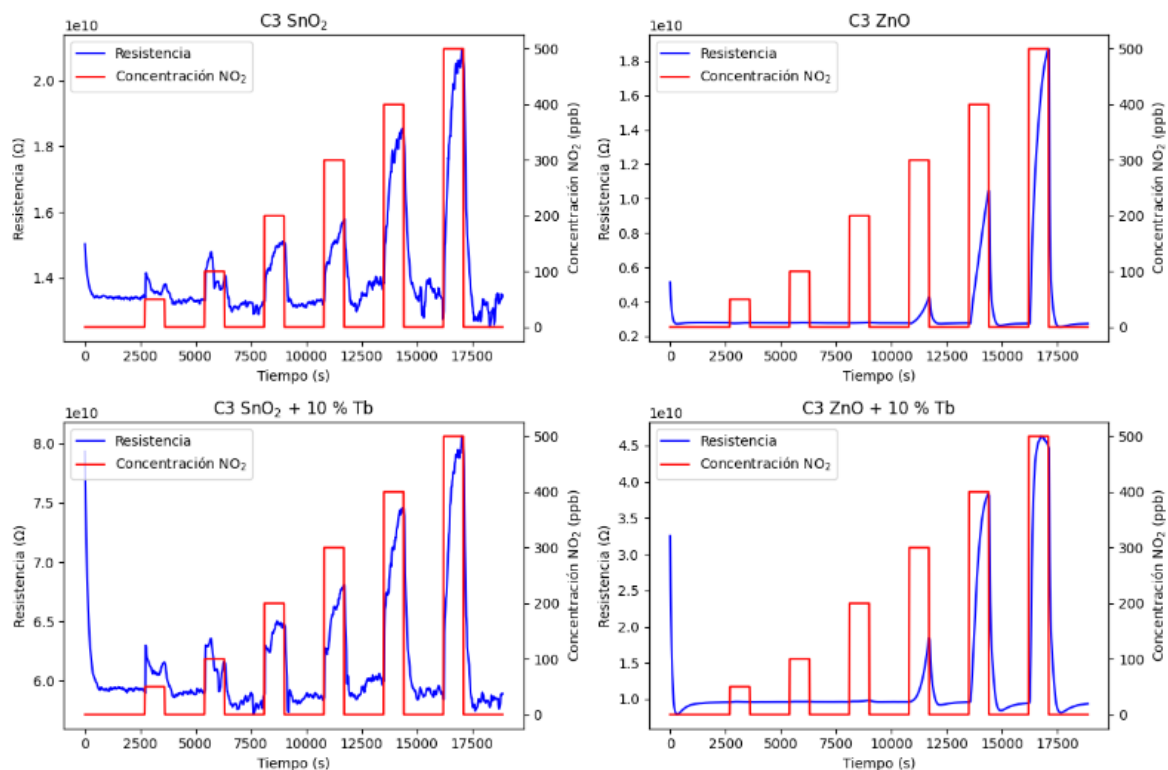 C3 SnO₂
1e10
Resistencia
Concentración NO₂
2.0
1.8
1.6
1.4
Resistencia (Ω)
500
400
300
200
100
0
Concentración NO₂ (ppb)
0 2500 5000 7500 10000 12500 15000 17500
Tiempo (s)
C3 ZnO
1e10
Resistencia
Concentración NO₂
1.8
1.6
1.4
1.2
1.0
0.8
0.6
0.4
0.2
Resistencia (Ω)
500
400
300
200
100
0
Concentración NO₂ (ppb)
0 2500 5000 7500 10000 12500 15000 17500
Tiempo (s)
C3 SnO₂ + 10 % Tb
1e10
Resistencia
Concentración NO₂
8.0
7.5
7.0
6.5
6.0
Resistencia (Ω)
500
400
300
200
100
0
Concentración NO₂ (ppb)
0 2500 5000 7500 10000 12500 15000 17500
Tiempo (s)
C3 ZnO + 10 % Tb
1e10
Resistencia
Concentración NO₂
4.5
4.0
3.5
3.0
2.5
2.0
1.5
1.0
Resistencia (Ω)
500
400
300
200
100
0
Concentración NO₂ (ppb)
0 2500 5000 7500 10000 12500 15000 17500
Tiempo (s)